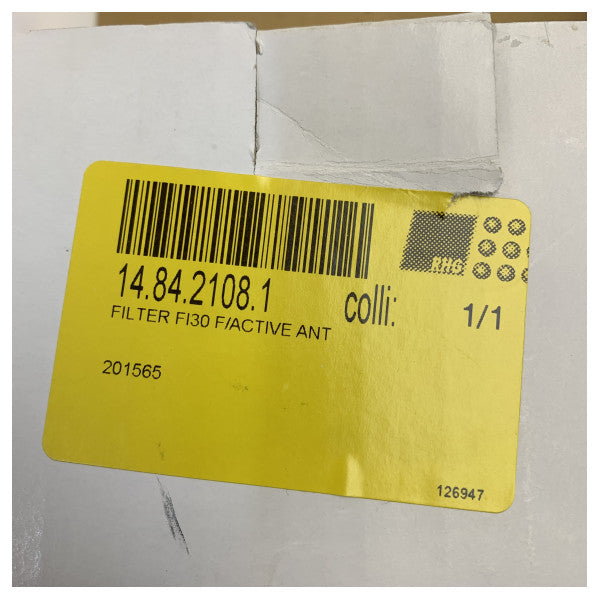 RHG
14.84.2108.1
colli: 1/1
FILTER FI30 F/ACTIVE ANT
201565
126947